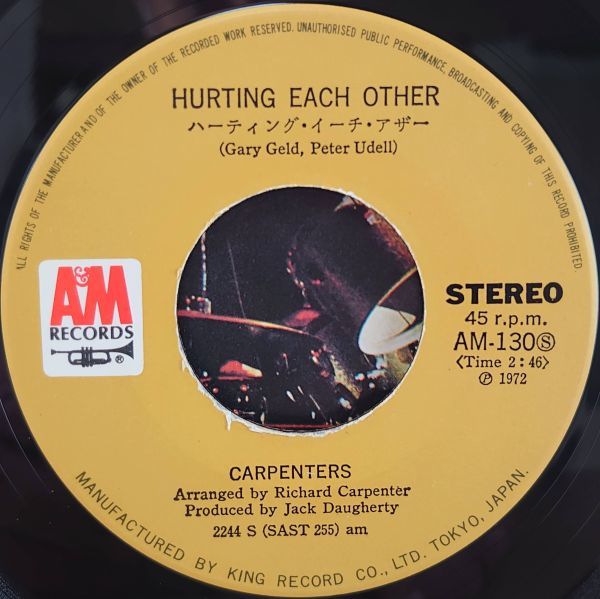 ALL RIGHTS OF THE MANUFACTURER AND OF THE OWNER OF THE RECORDED WORK RESERVED. UNAUTHORISED PUBLIC PERFORMANCE, BROADCASTING AND COPYING OF THIS RECORD PROHIBITED.
HURTING EACH OTHER
ハーティング・イーチ・アザー
(Gary Geld, Peter Udell)
A&M
RECORDS
®
STEREO
45 r.p.m.
AM-130Ⓢ
〈Time 2:46〉
Ⓟ 1972
CARPENTERS
Arranged by Richard Carpenter
Produced by Jack Daugherty
2244 S (SAST 255) am
MANUFACTURED BY KING RECORD CO., LTD. TOKYO, JAPAN.